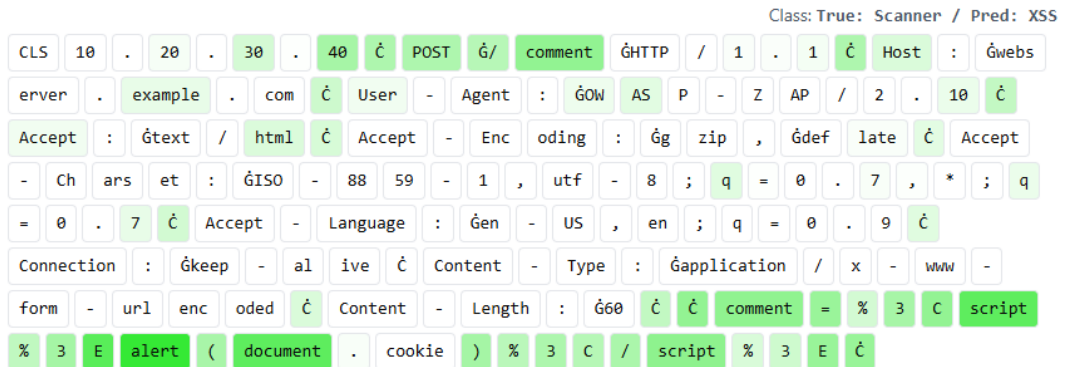 Class: True: Scanner / Pred: XSS
CLS 10 . 20 . 30 . 40 Ċ POST Ġ/ comment ĠHTTP / 1 . 1 Ċ Host : Ġwebs
erver . example . com Ċ User - Agent : ĠOW AS P - Z AP / 2 . 10 Ċ
Accept : Ġtext / html Ċ Accept - Enc oding : Ġg zip , Ġdef late Ċ Accept
- Ch ars et : ĠISO - 88 59 - 1 , utf - 8 ; q = 0 . 7 , * ; q
= 0 . 7 Ċ Accept - Language : Ġen - US , en ; q = 0 . 9 Ċ
Connection : Ġkeep - al ive Ċ Content - Type : Ġapplication / x - www -
form - url enc oded Ċ Content - Length : Ġ60 Ċ Ċ comment = % 3 C script
% 3 E alert ( document . cookie ) % 3 C / script % 3 E Ċ